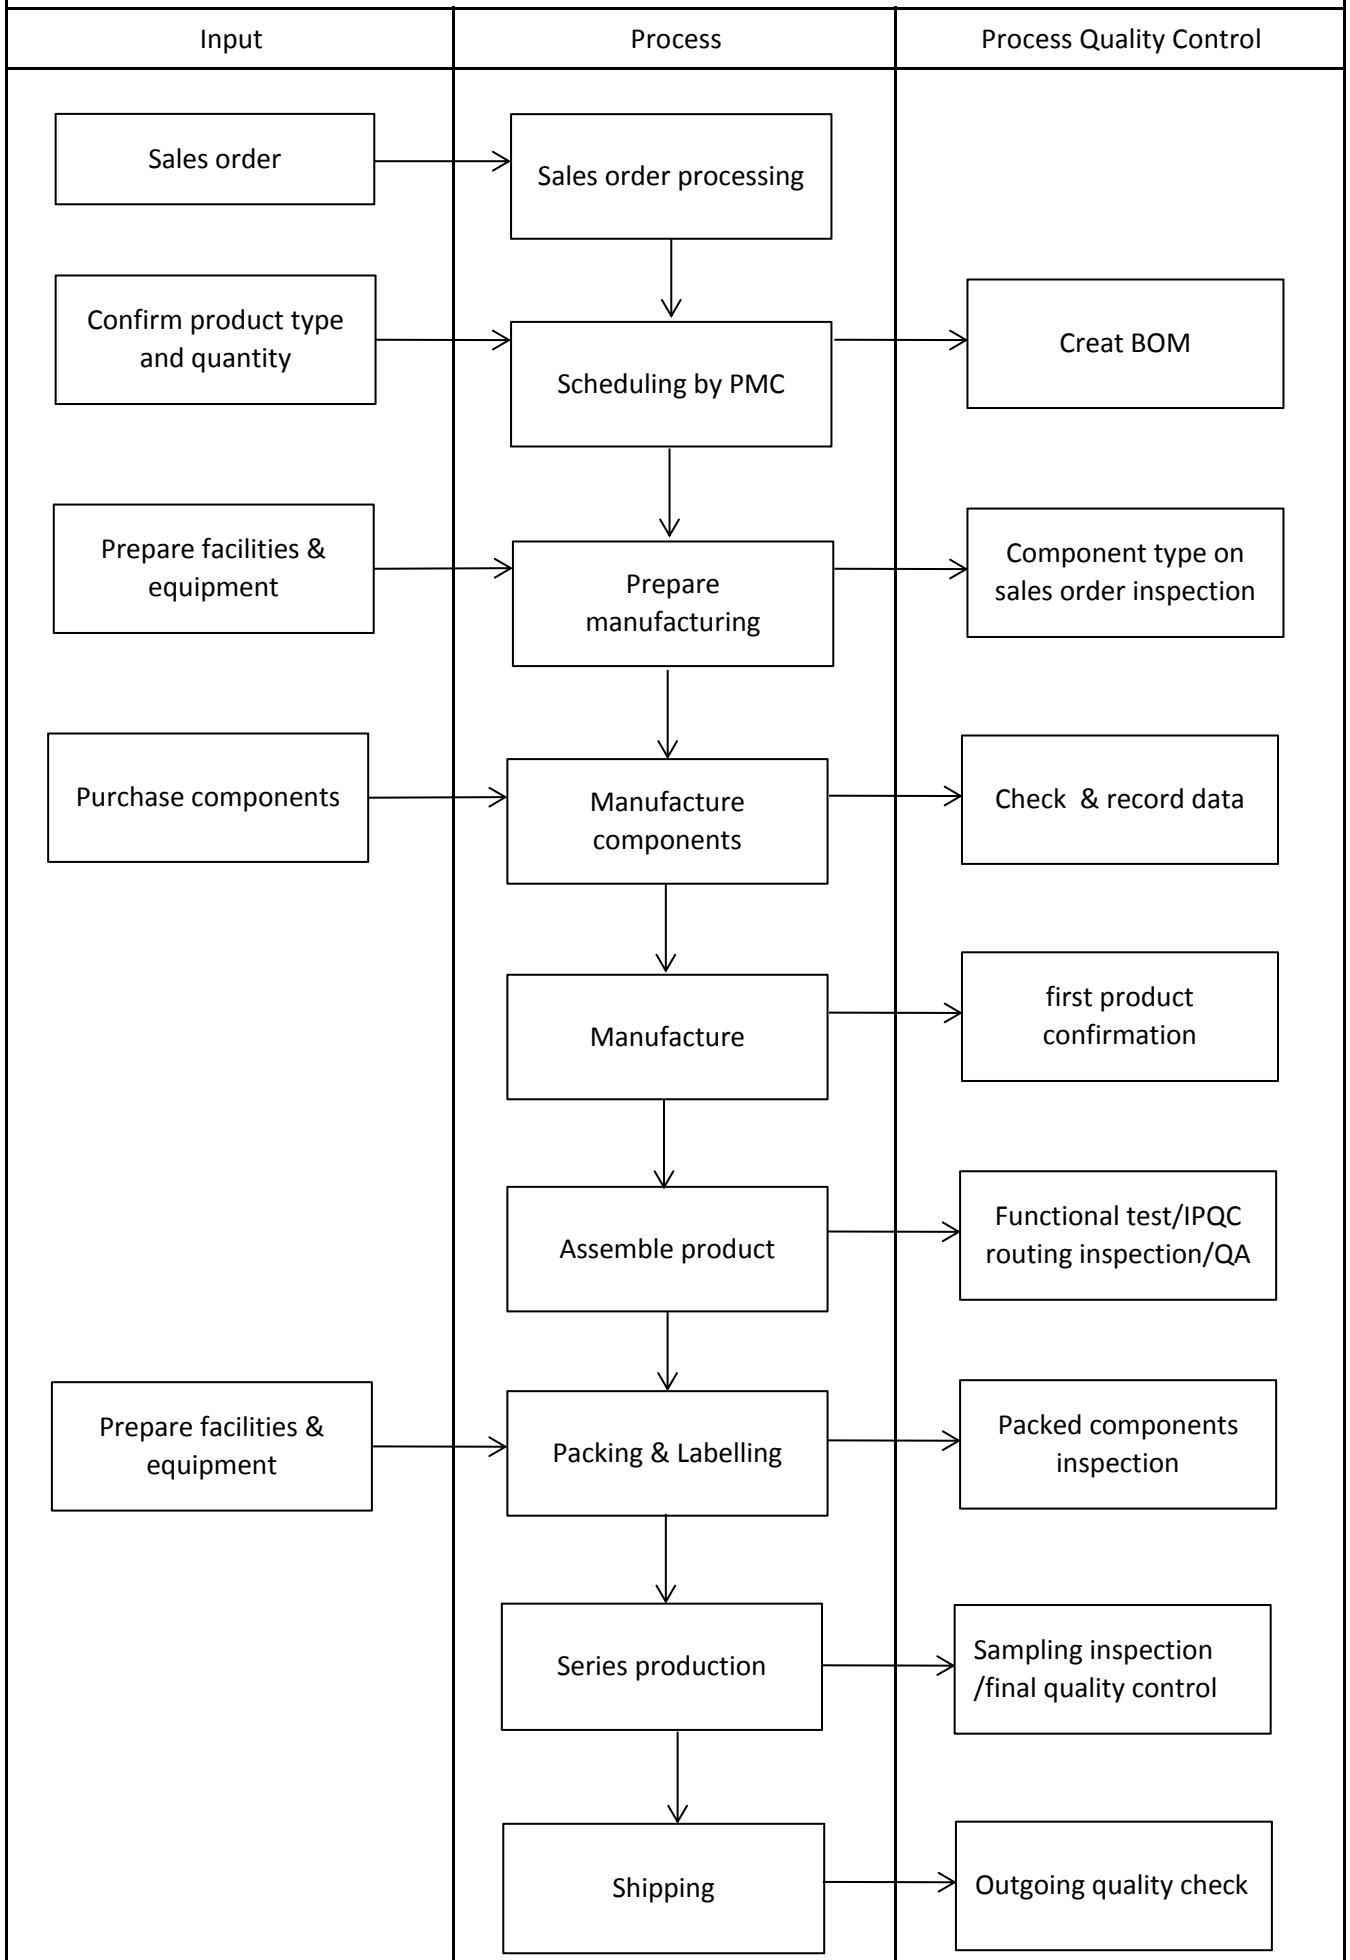 Input
Process
Process Quality Control
Sales order
Sales order processing
Confirm product type
and quantity
Scheduling by PMC
Creat BOM
Prepare facilities &
equipment
Prepare
manufacturing
Component type on
sales order inspection
Purchase components
Manufacture
components
Check  & record data
Manufacture
first product
confirmation
Assemble product
Functional test/IPQC
routing inspection/QA
Prepare facilities &
equipment
Packing & Labelling
Packed components
inspection
Series production
Sampling inspection
/final quality control
Shipping
Outgoing quality check